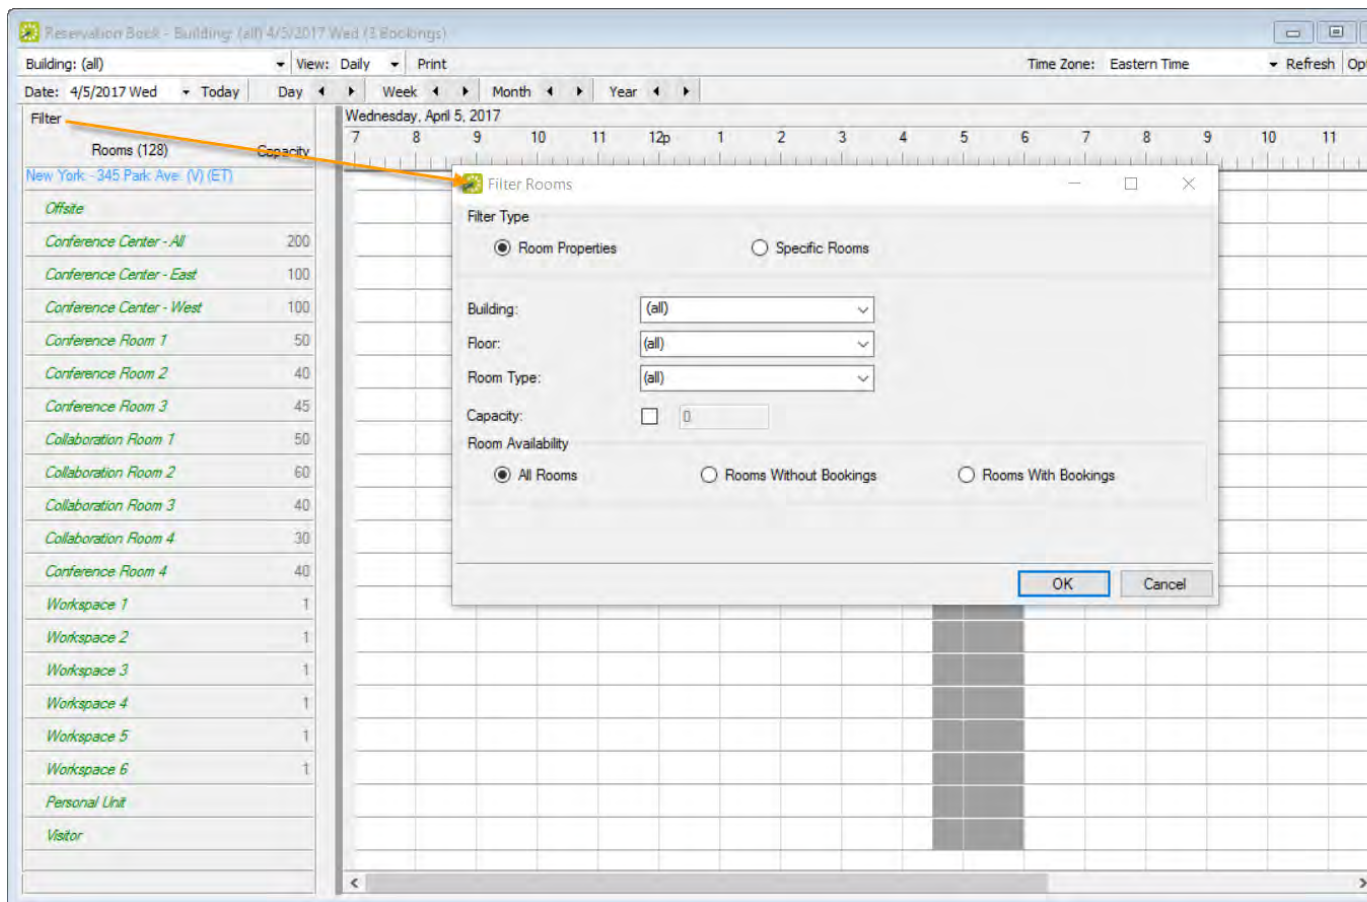 Reservation Book - Building: (all) 4/5/2017 Wed (3 Bookings)
Building: (all) View: Daily Print Time Zone: Eastern Time Refresh Opt
Date: 4/5/2017 Wed Today Day Week Month Year
Filter
Wednesday, April 5, 2017
Rooms (128) Capacity
7 8 9 10 11 12p 1 2 3 4 5 6 7 8 9 10 11
New York - 345 Park Ave (V) (ET)
Offsite
Conference Center - All 200
Conference Center - East 100
Conference Center - West 100
Conference Room 1 50
Conference Room 2 40
Conference Room 3 45
Collaboration Room 1 50
Collaboration Room 2 60
Collaboration Room 3 40
Collaboration Room 4 30
Conference Room 4 40
Workspace 1 1
Workspace 2 1
Workspace 3 1
Workspace 4 1
Workspace 5 1
Workspace 6 1
Personal Unit
Visitor
Filter Rooms
Filter Type
Room Properties Specific Rooms
Building: (all)
Floor: (all)
Room Type: (all)
Capacity: 0
Room Availability
All Rooms Rooms Without Bookings Rooms With Bookings
OK Cancel